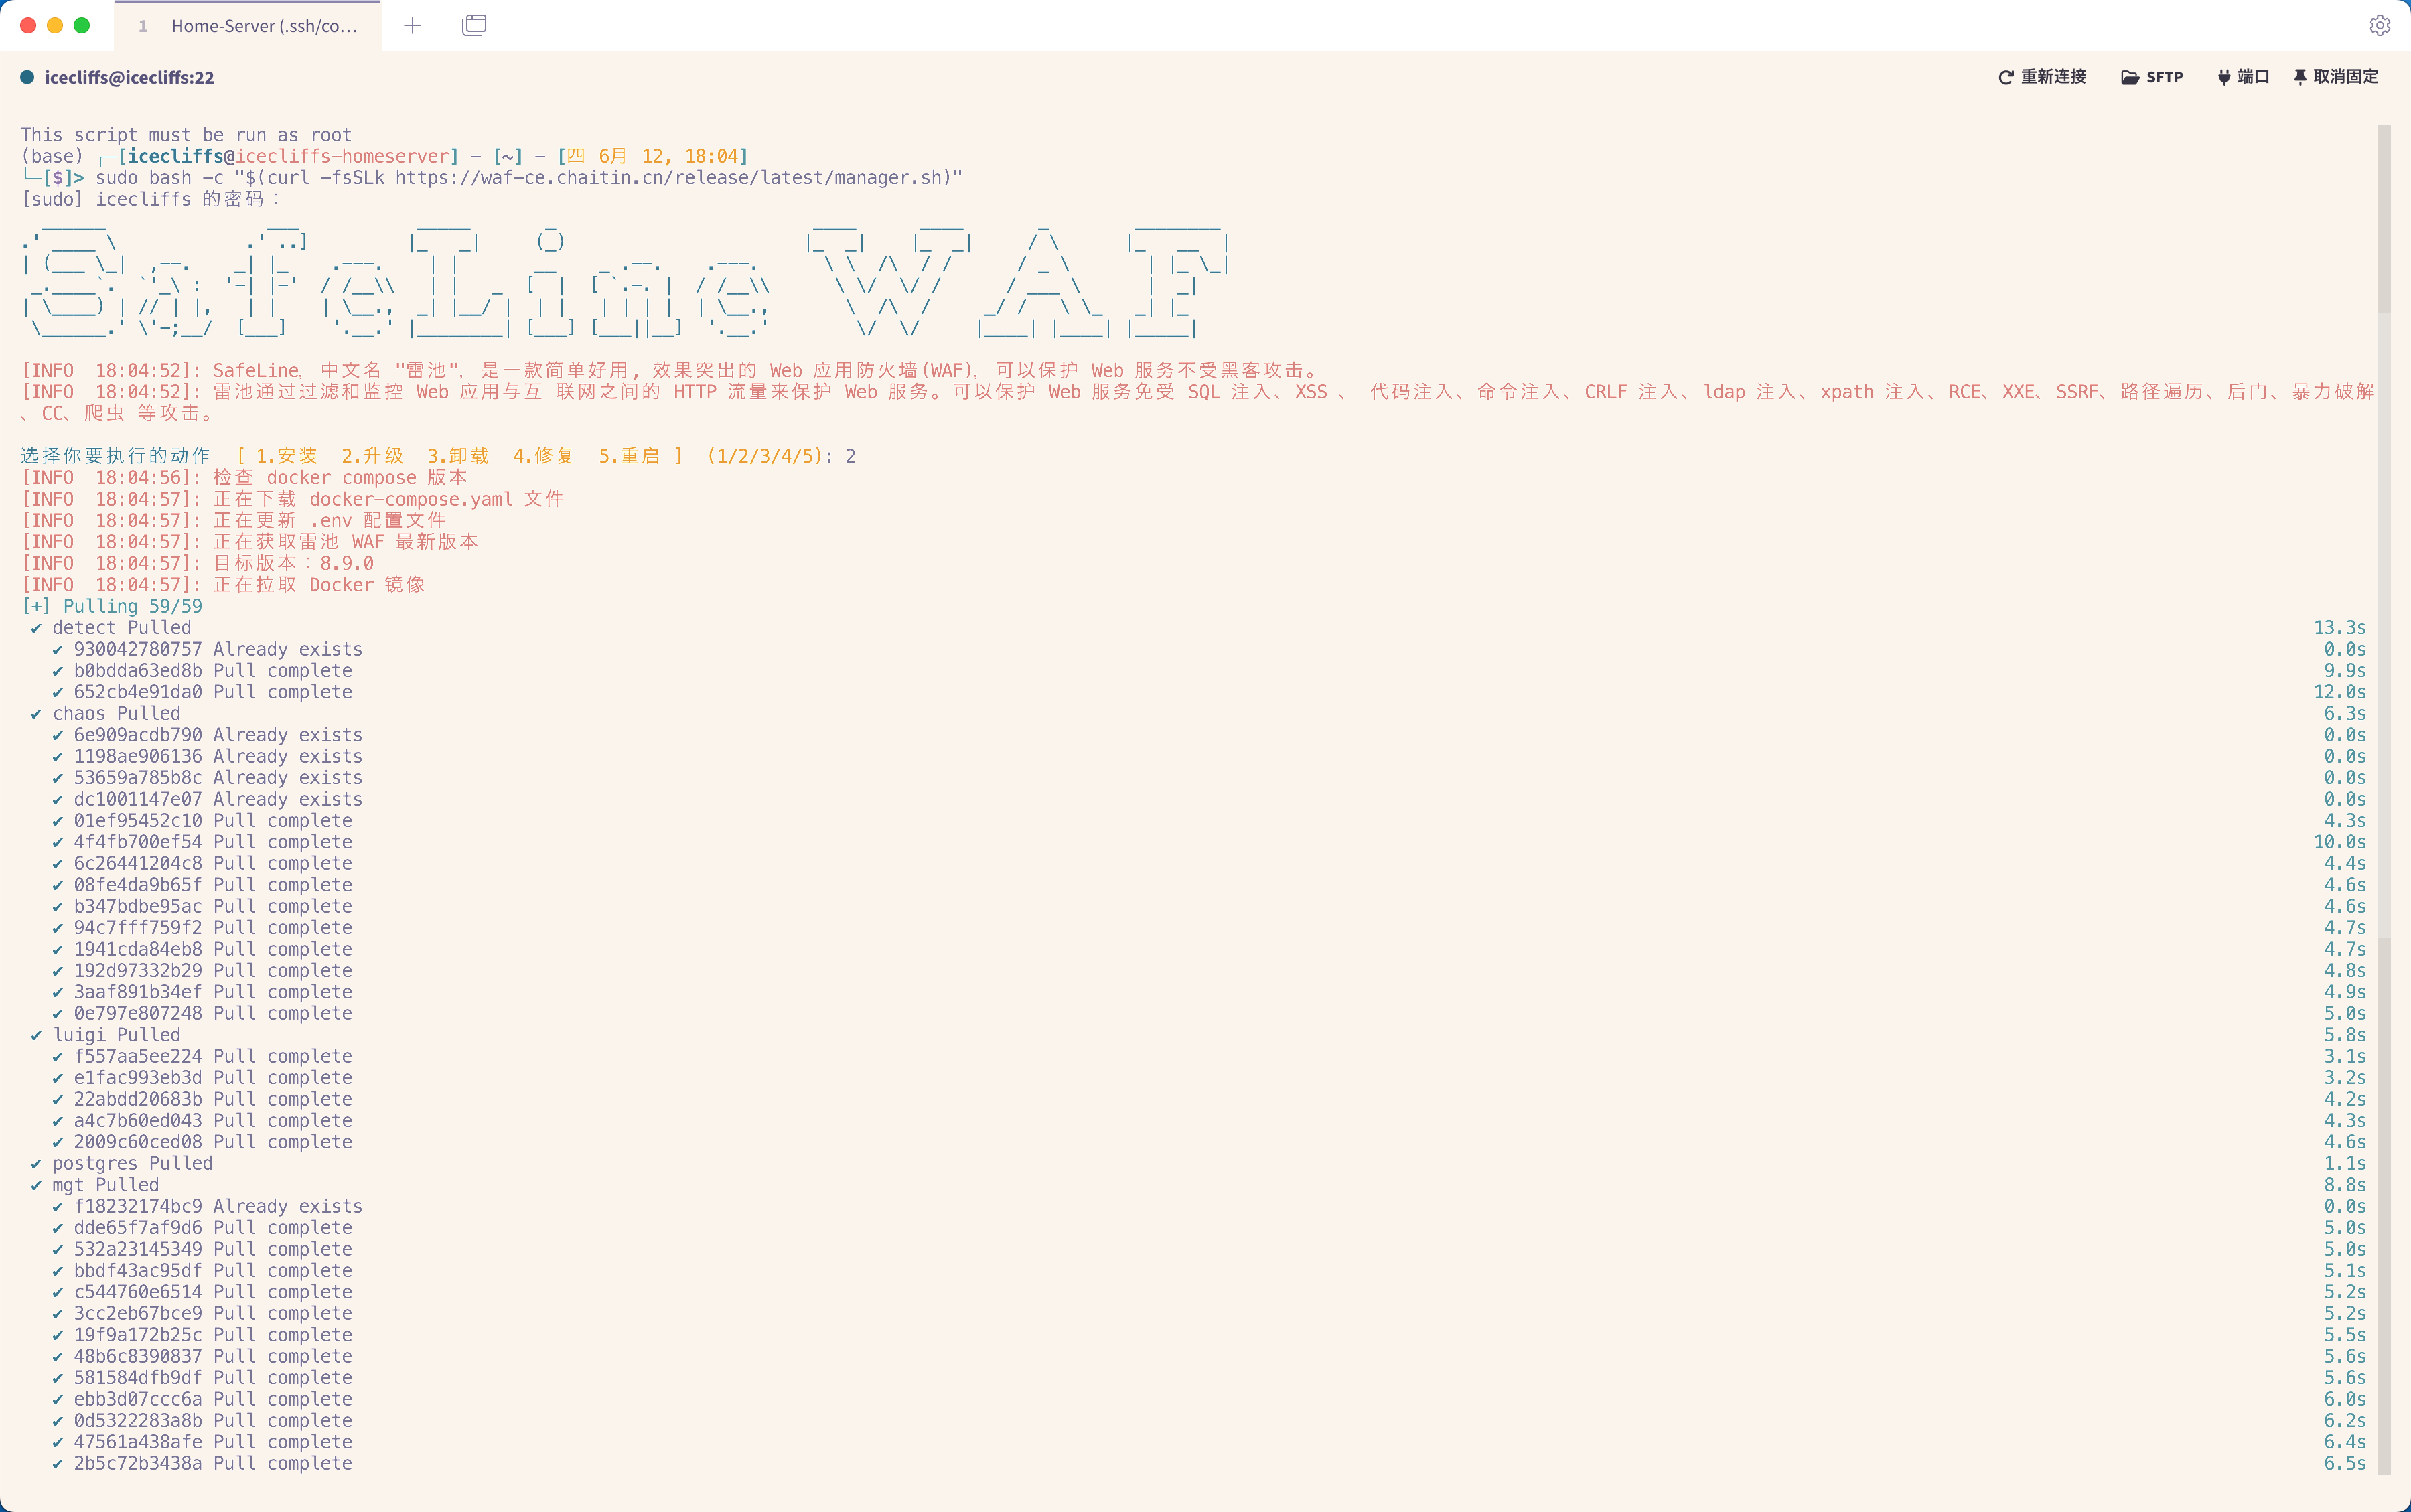 1 Home-Server (.ssh/co…
icecliffs@icecliffs:22 重新连接 SFTP 端口 取消固定
This script must be run as root
(base) ┌─[icecliffs@icecliffs-homeserver] - [~] - [四 6月 12, 18:04]
└─[$]> sudo bash -c "$(curl -fsSLk https://waf-ce.chaitin.cn/release/latest/manager.sh)"
[sudo] icecliffs 的密码：
SafeLine WAF
[INFO  18:04:52]: SafeLine, 中文名 "雷池", 是一款简单好用, 效果突出的 Web 应用防火墙(WAF), 可以保护 Web 服务不受黑客攻击。
[INFO  18:04:52]: 雷池通过过滤和监控 Web 应用与互 联网之间的 HTTP 流量来保护 Web 服务。可以保护 Web 服务免受 SQL 注入、XSS 、 代码注入、命令注入、CRLF 注入、ldap 注入、xpath 注入、RCE、XXE、SSRF、路径遍历、后门、暴力破解
、CC、爬虫 等攻击。
选择你要执行的动作  [ 1.安装  2.升级  3.卸载  4.修复  5.重启 ]  (1/2/3/4/5): 2
[INFO  18:04:56]: 检查 docker compose 版本
[INFO  18:04:57]: 正在下载 docker-compose.yaml 文件
[INFO  18:04:57]: 正在更新 .env 配置文件
[INFO  18:04:57]: 正在获取雷池 WAF 最新版本
[INFO  18:04:57]: 目标版本：8.9.0
[INFO  18:04:57]: 正在拉取 Docker 镜像
[+] Pulling 59/59
✔ detect Pulled 13.3s
✔ 930042780757 Already exists 0.0s
✔ b0bdda63ed8b Pull complete 9.9s
✔ 652cb4e91da0 Pull complete 12.0s
✔ chaos Pulled 6.3s
✔ 6e909acdb790 Already exists 0.0s
✔ 1198ae906136 Already exists 0.0s
✔ 53659a785b8c Already exists 0.0s
✔ dc1001147e07 Already exists 0.0s
✔ 01ef95452c10 Pull complete 4.3s
✔ 4f4fb700ef54 Pull complete 10.0s
✔ 6c26441204c8 Pull complete 4.4s
✔ 08fe4da9b65f Pull complete 4.6s
✔ b347bdbe95ac Pull complete 4.6s
✔ 94c7fff759f2 Pull complete 4.7s
✔ 1941cda84eb8 Pull complete 4.7s
✔ 192d97332b29 Pull complete 4.8s
✔ 3aaf891b34ef Pull complete 4.9s
✔ 0e797e807248 Pull complete 5.0s
✔ luigi Pulled 5.8s
✔ f557aa5ee224 Pull complete 3.1s
✔ e1fac993eb3d Pull complete 3.2s
✔ 22abdd20683b Pull complete 4.2s
✔ a4c7b60ed043 Pull complete 4.3s
✔ 2009c60ced08 Pull complete 4.6s
✔ postgres Pulled 1.1s
✔ mgt Pulled 8.8s
✔ f18232174bc9 Already exists 0.0s
✔ dde65f7af9d6 Pull complete 5.0s
✔ 532a23145349 Pull complete 5.0s
✔ bbdf43ac95df Pull complete 5.1s
✔ c544760e6514 Pull complete 5.2s
✔ 3cc2eb67bce9 Pull complete 5.2s
✔ 19f9a172b25c Pull complete 5.5s
✔ 48b6c8390837 Pull complete 5.6s
✔ 581584dfb9df Pull complete 5.6s
✔ ebb3d07ccc6a Pull complete 6.0s
✔ 0d5322283a8b Pull complete 6.2s
✔ 47561a438afe Pull complete 6.4s
✔ 2b5c72b3438a Pull complete 6.5s